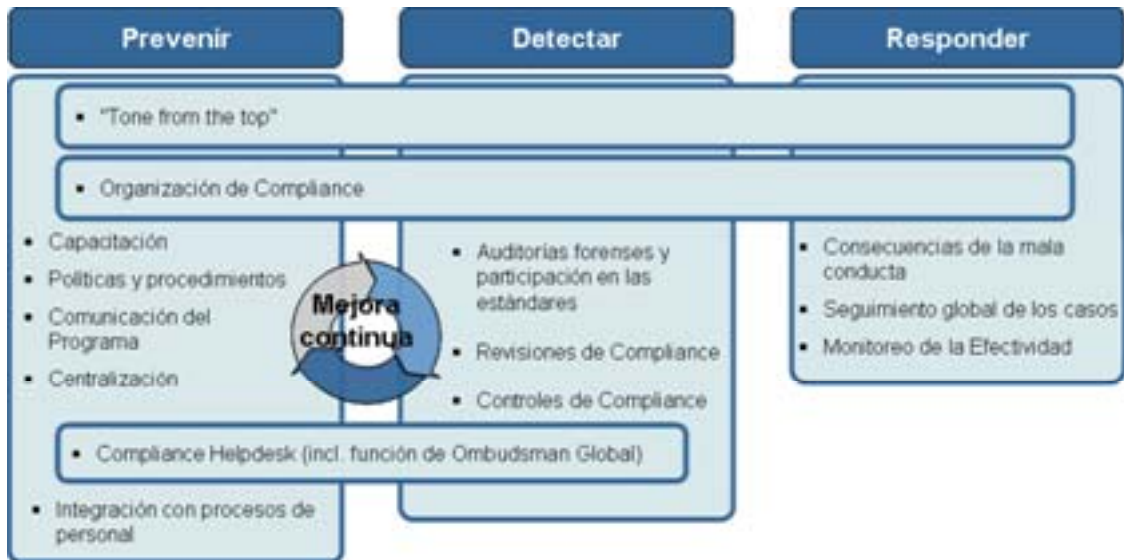 Prevenir
Detectar
Responder
"Tone from the top"
Organización de Compliance
Capacitación
Políticas y procedimientos
Comunicación del
Programa
Centralización
Mejora
continua
Auditorías forenses y
participación en las
estándares
Revisiones de Compliance
Controles de Compliance
Consecuencias de la mala
conducta
Seguimiento global de los casos
Monitoreo de la Efectividad
Compliance Helpdesk (incl. función de Ombudsman Global)
Integración con procesos de
personal